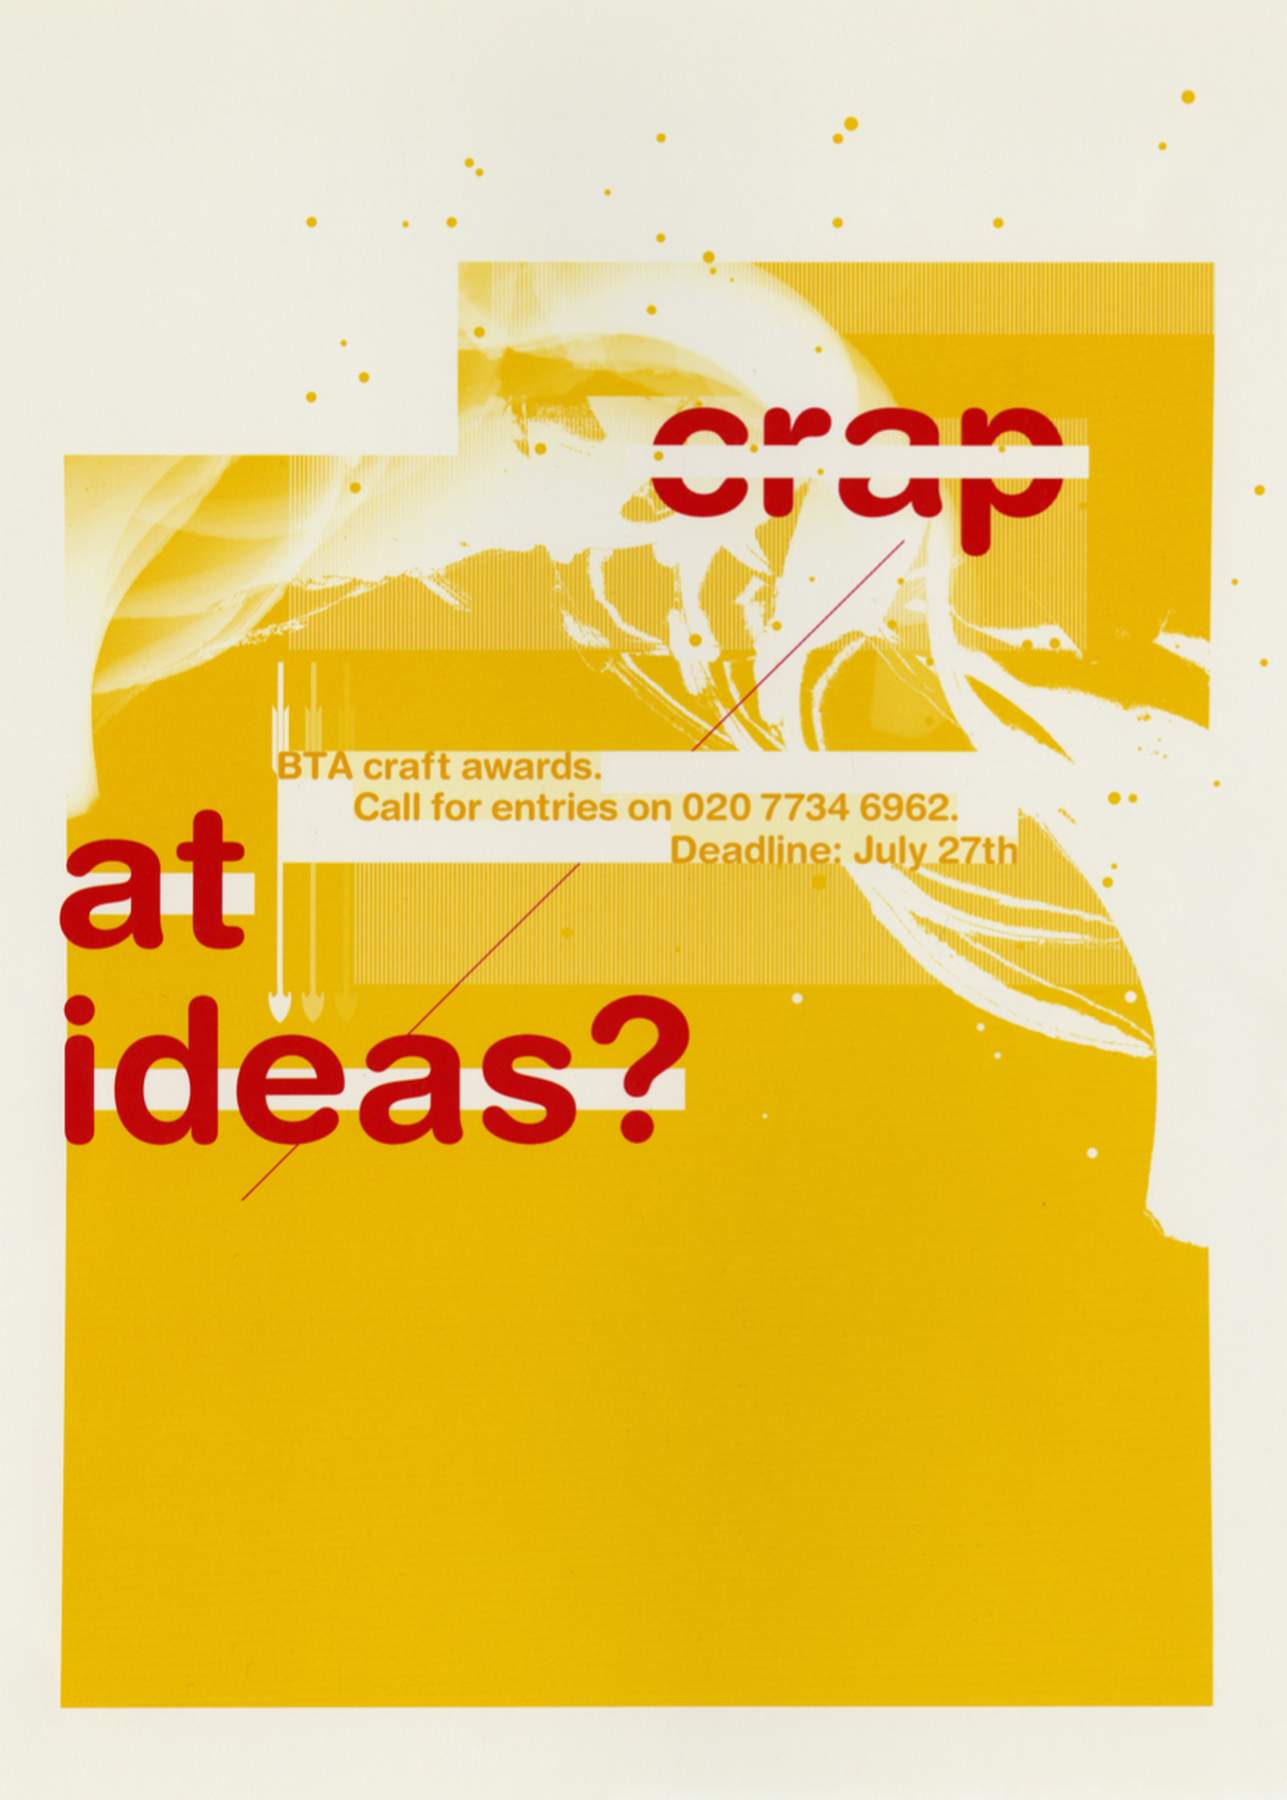 crap
BTA craft awards.
Call for entries on 020 7734 6962.
Deadline: July 27th
at
ideas?